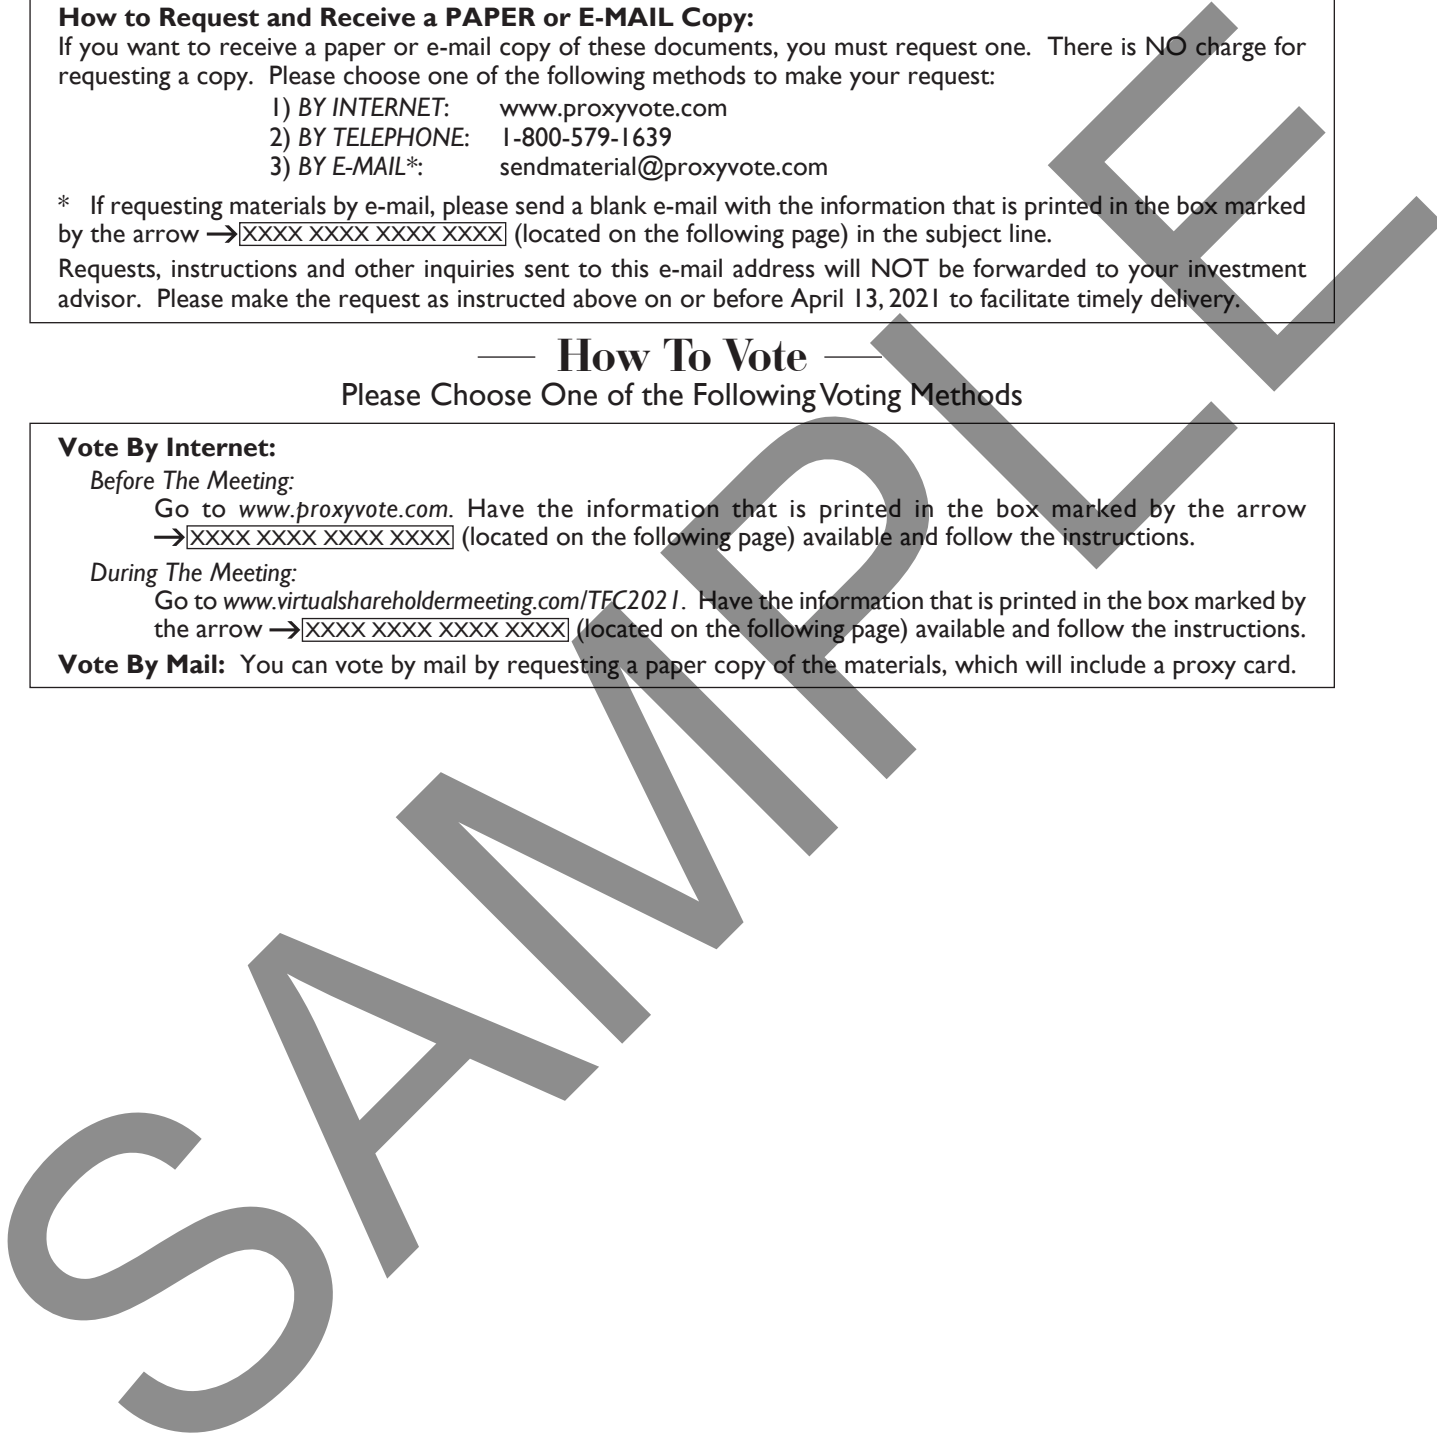 How to Request and Receive a PAPER or E-MAIL Copy:
If you want to receive a paper or e-mail copy of these documents, you must request one. There is NO charge for
requesting a copy. Please choose one of the following methods to make your request:
1) BY INTERNET: www.proxyvote.com
2) BY TELEPHONE: 1-800-579-1639
3) BY E-MAIL*: sendmaterial@proxyvote.com
* If requesting materials by e-mail, please send a blank e-mail with the information that is printed in the box marked
by the arrow → XXXX XXXX XXXX XXXX (located on the following page) in the subject line.
Requests, instructions and other inquiries sent to this e-mail address will NOT be forwarded to your investment
advisor. Please make the request as instructed above on or before April 13, 2021 to facilitate timely delivery.
How To Vote
Please Choose One of the Following Voting Methods
Vote By Internet:
Before The Meeting:
Go to www.proxyvote.com. Have the information that is printed in the box marked by the arrow
→ XXXX XXXX XXXX XXXX (located on the following page) available and follow the instructions.
During The Meeting:
Go to www.virtualshareholdermeeting.com/TFC2021. Have the information that is printed in the box marked by
the arrow → XXXX XXXX XXXX XXXX (located on the following page) available and follow the instructions.
Vote By Mail: You can vote by mail by requesting a paper copy of the materials, which will include a proxy card.
SAMPLE